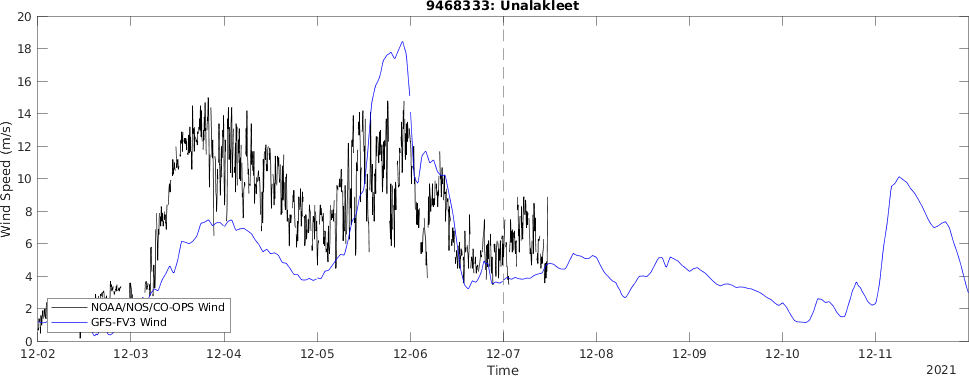 9468333: Unalakleet
Wind Speed (m/s)
20
18
16
14
12
10
8
6
4
2
0
NOAA/NOS/CO-OPS Wind
GFS-FV3 Wind
12-02 12-03 12-04 12-05 12-06 12-07 12-08 12-09 12-10 12-11
Time
2021